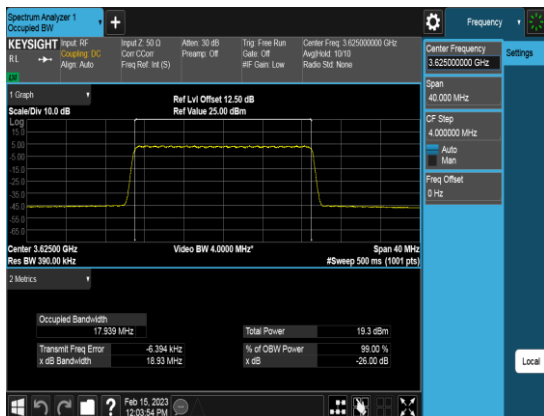 Spectrum Analyzer 1
Occupied BW
Frequency
KEYSIGHT
Input: RF
Coupling: DC
Align: Auto
Input Z: 50 Ω
Corr CCorr
Freq Ref: Int (S)
Atten: 30 dB
Preamp: Off
Trig: Free Run
Gate: Off
#IF Gain: Low
Center Freq: 3.625000000 GHz
Avg|Hold: 10/10
Radio Std: None
R L
LXI
Center Frequency
3.625000000 GHz
Settings
Span
40.000 MHz
CF Step
4.000000 MHz
Auto
Man
Freq Offset
0 Hz
1 Graph
Scale/Div 10.0 dB
Ref Lvl Offset 12.50 dB
Ref Value 25.00 dBm
Log
15.0
5.00
-5.00
-15.0
-25.0
-35.0
-45.0
-55.0
-65.0
Center 3.62500 GHz
Res BW 390.00 kHz
Video BW 4.0000 MHz*
Span 40 MHz
#Sweep 500 ms (1001 pts)
2 Metrics
Occupied Bandwidth
17.939 MHz
Total Power 19.3 dBm
Transmit Freq Error -6.394 kHz
% of OBW Power 99.00 %
x dB Bandwidth 18.93 MHz
x dB -26.00 dB
Local
?
Feb 15, 2023
12:03:54 PM